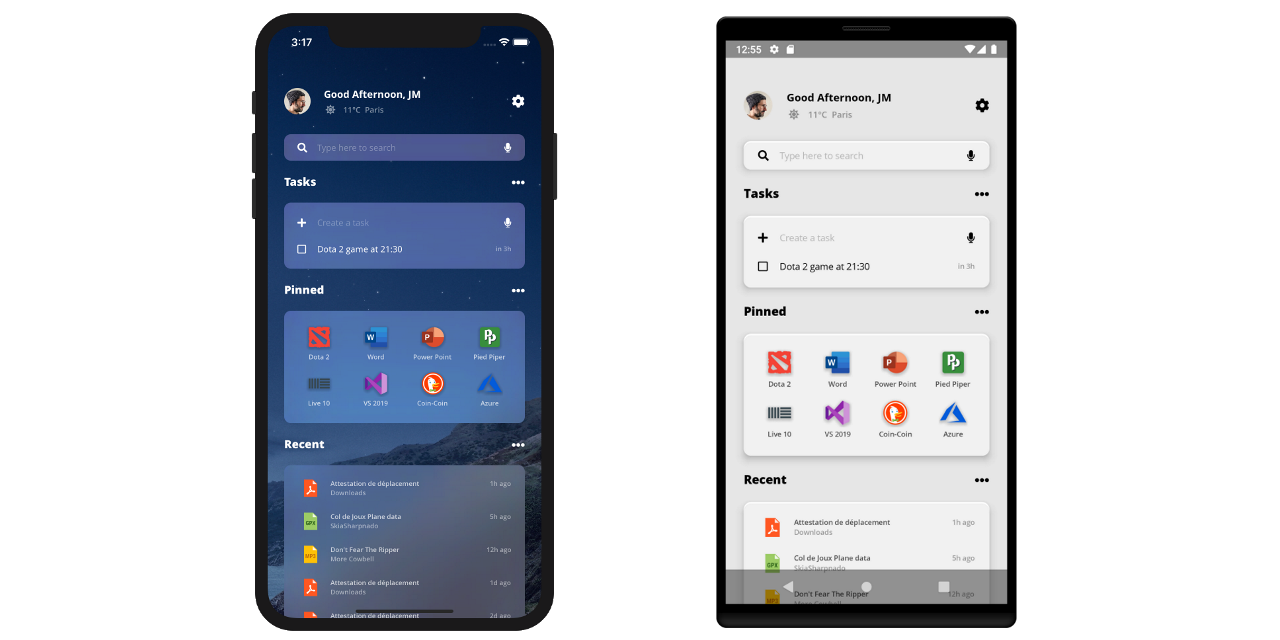 3:17
Good Afternoon, JM
11°C Paris
Type here to search
Tasks
Create a task
Dota 2 game at 21:30 in 3h
Pinned
W P PP
Dota 2 Word Power Point Pied Piper
Live 10 VS 2019 Coin-Coin Azure
Recent
Attestation de déplacement 1h ago
Downloads
GPX Col de Joux Plane data 5h ago
SkiaSharpnado
MP3 Don't Fear The Ripper 12h ago
More Cowbell
Attestation de déplacement 1d ago
Downloads
Attestation de déplacement 2d ago
12:55
Good Afternoon, JM
11°C Paris
Type here to search
Tasks
Create a task
Dota 2 game at 21:30 in 3h
Pinned
W P PP
Dota 2 Word Power Point Pied Piper
Live 10 VS 2019 Coin-Coin Azure
Recent
Attestation de déplacement 1h ago
Downloads
GPX Col de Joux Plane data 5h ago
SkiaSharpnado
MP3 Don't Fear The Ripper 12h ago
More Cowbell